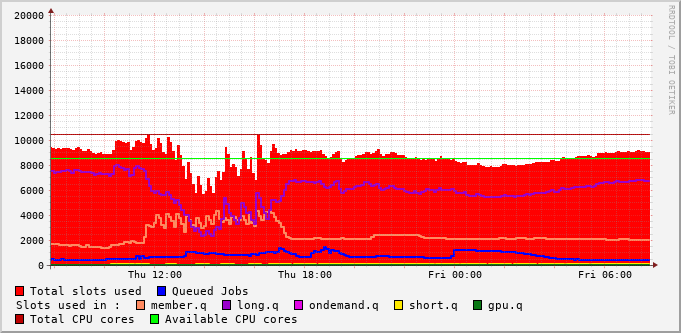 20000
18000
16000
14000
12000
10000
8000
6000
4000
2000
0
Thu 12:00 Thu 18:00 Fri 00:00 Fri 06:00
RRDTOOL / TOBI OETIKER
Total slots used Queued Jobs
Slots used in : member.q long.q ondemand.q short.q gpu.q
Total CPU cores Available CPU cores